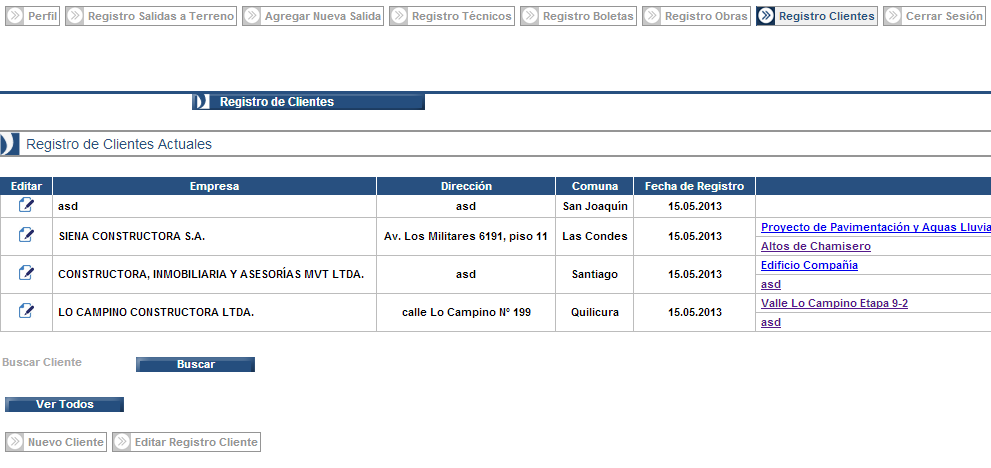 Perfil Registro Salidas a Terreno Agregar Nueva Salida Registro Técnicos Registro Boletas Registro Obras Registro Clientes Cerrar Sesión
Registro de Clientes
Registro de Clientes Actuales
Editar Empresa Dirección Comuna Fecha de Registro
asd asd San Joaquín 15.05.2013
SIENA CONSTRUCTORA S.A. Av. Los Militares 6191, piso 11 Las Condes 15.05.2013 Proyecto de Pavimentación y Aguas Lluvia
Altos de Chamisero
CONSTRUCTORA, INMOBILIARIA Y ASESORÍAS MVT LTDA. asd Santiago 15.05.2013 Edificio Compañía
asd
LO CAMPINO CONSTRUCTORA LTDA. calle Lo Campino Nº 199 Quilicura 15.05.2013 Valle Lo Campino Etapa 9-2
asd
Buscar Cliente Buscar
Ver Todos
Nuevo Cliente Editar Registro Cliente